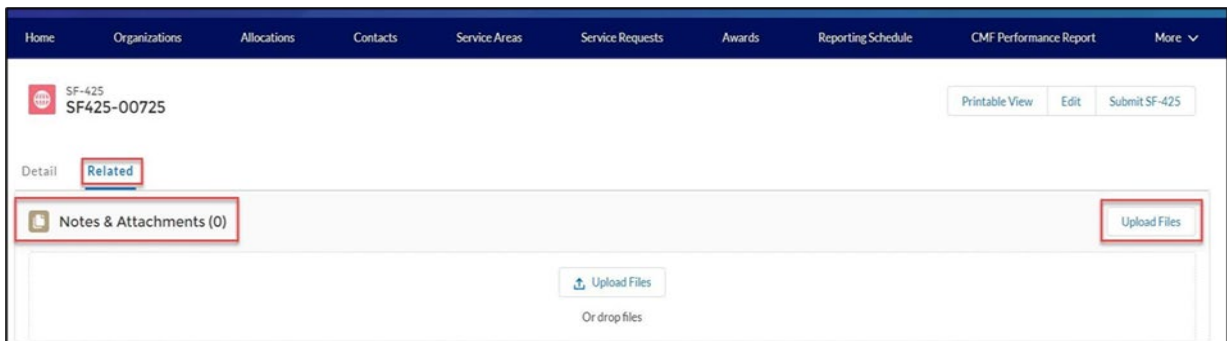 Home Organizations Allocations Contacts Service Areas Service Requests Awards Reporting Schedule CMF Performance Report More
SF-425
SF425-00725
Printable View Edit Submit SF-425
Detail Related
Notes & Attachments (0) Upload Files
Upload Files
Or drop files